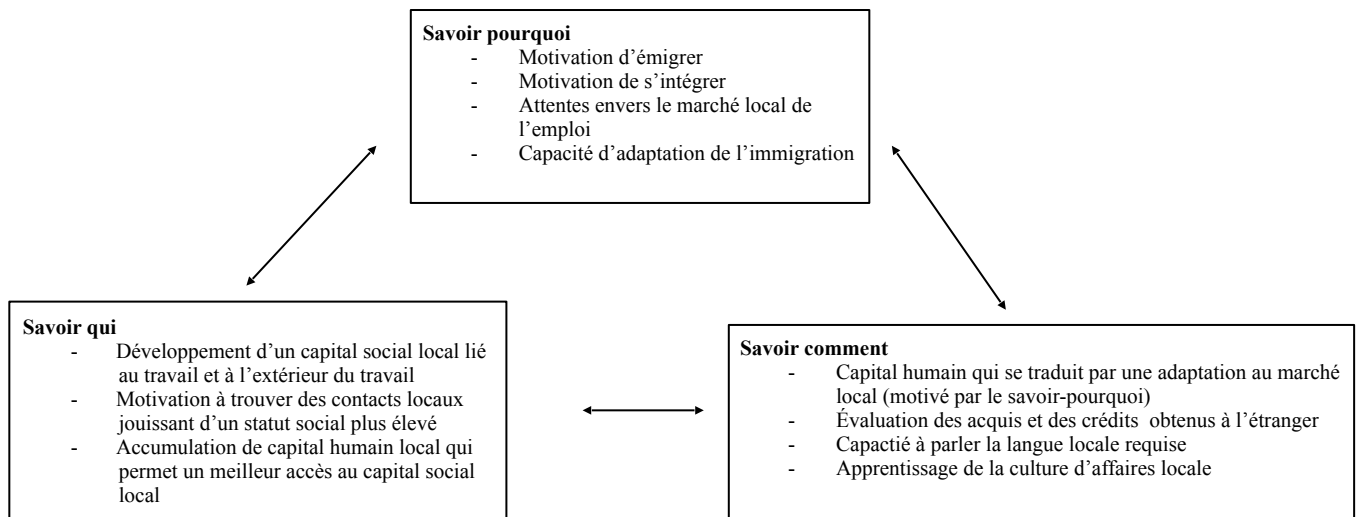 Savoir pourquoi
- Motivation d’émigrer
- Motivation de s’intégrer
- Attentes envers le marché local de
l’emploi
- Capacité d’adaptation de l’immigration
Savoir qui
- Développement d’un capital social local lié
au travail et à l’extérieur du travail
- Motivation à trouver des contacts locaux
jouissant d’un statut social plus élevé
- Accumulation de capital humain local qui
permet un meilleur accès au capital social
local
Savoir comment
- Capital humain qui se traduit par une adaptation au marché
local (motivé par le savoir-pourquoi)
- Évaluation des acquis et des crédits obtenus à l’étranger
- Capactié à parler la langue locale requise
- Apprentissage de la culture d’affaires locale